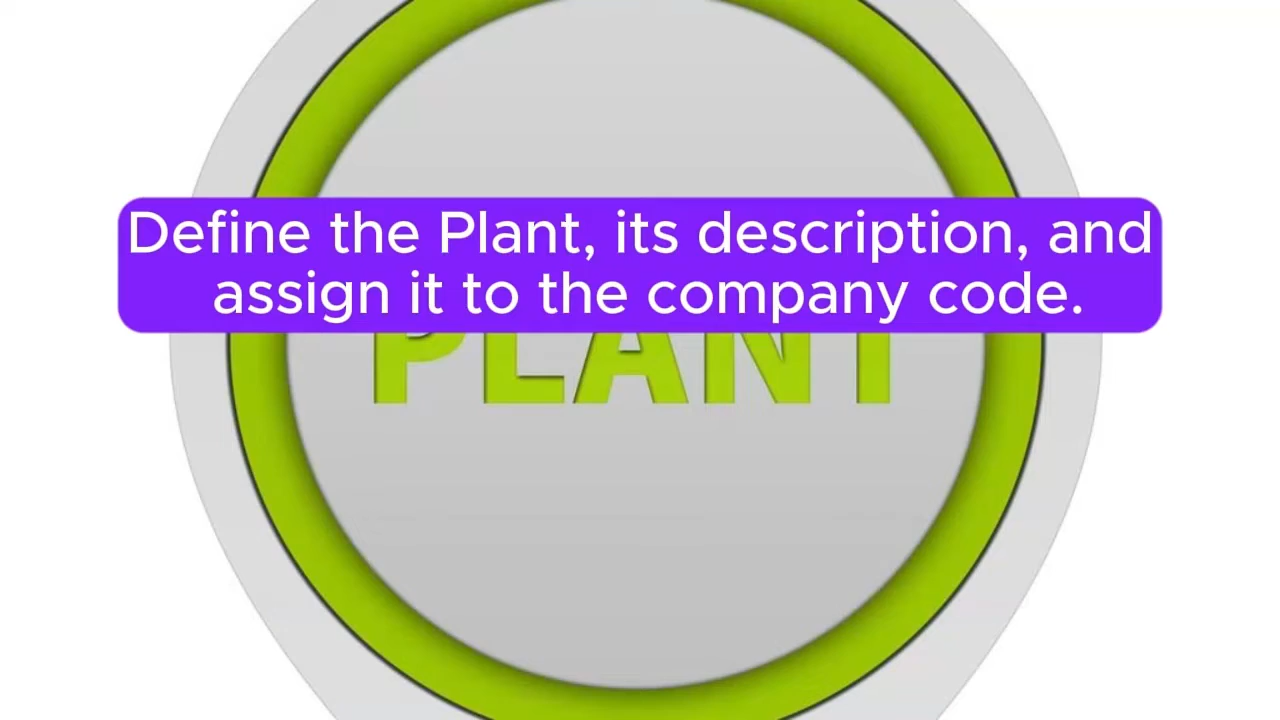 Define the Plant, its description, and
assign it to the company code.
PLANT